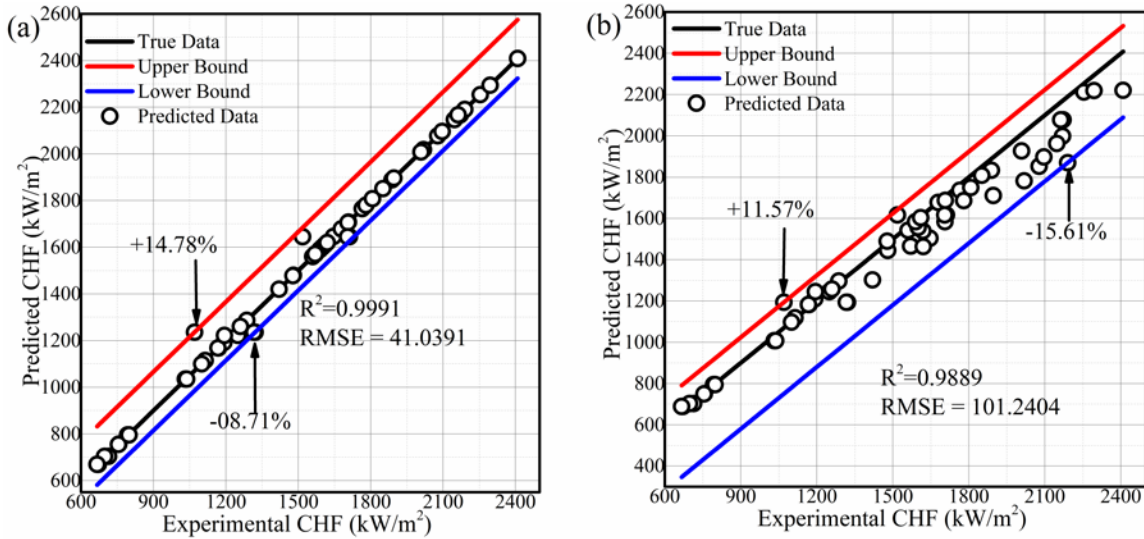 (a)
True Data
Upper Bound
Lower Bound
Predicted Data
2600
2400
2200
2000
1800
1600
1400
1200
1000
800
600
Predicted CHF (kW/m²)
+14.78%
R²=0.9991
RMSE = 41.0391
-08.71%
600 900 1200 1500 1800 2100 2400
Experimental CHF (kW/m²)
(b)
True Data
Upper Bound
Lower Bound
Predicted Data
2600
2400
2200
2000
1800
1600
1400
1200
1000
800
600
400
Predicted CHF (kW/m²)
+11.57%
-15.61%
R²=0.9889
RMSE = 101.2404
600 900 1200 1500 1800 2100 2400
Experimental CHF (kW/m²)